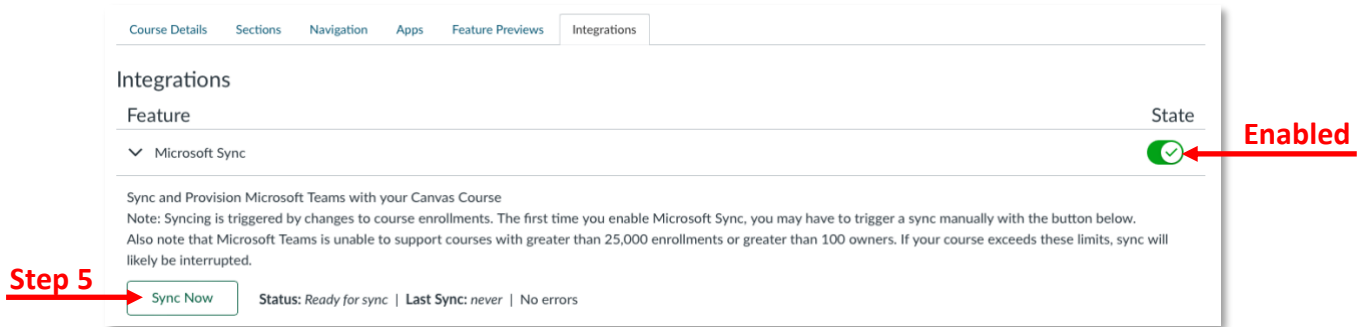 Course Details Sections Navigation Apps Feature Previews Integrations
Integrations
Feature State
Enabled
Microsoft Sync
Sync and Provision Microsoft Teams with your Canvas Course
Note: Syncing is triggered by changes to course enrollments. The first time you enable Microsoft Sync, you may have to trigger a sync manually with the button below.
Also note that Microsoft Teams is unable to support courses with greater than 25,000 enrollments or greater than 100 owners. If your course exceeds these limits, sync will
likely be interrupted.
Step 5
Sync Now Status: Ready for sync | Last Sync: never | No errors